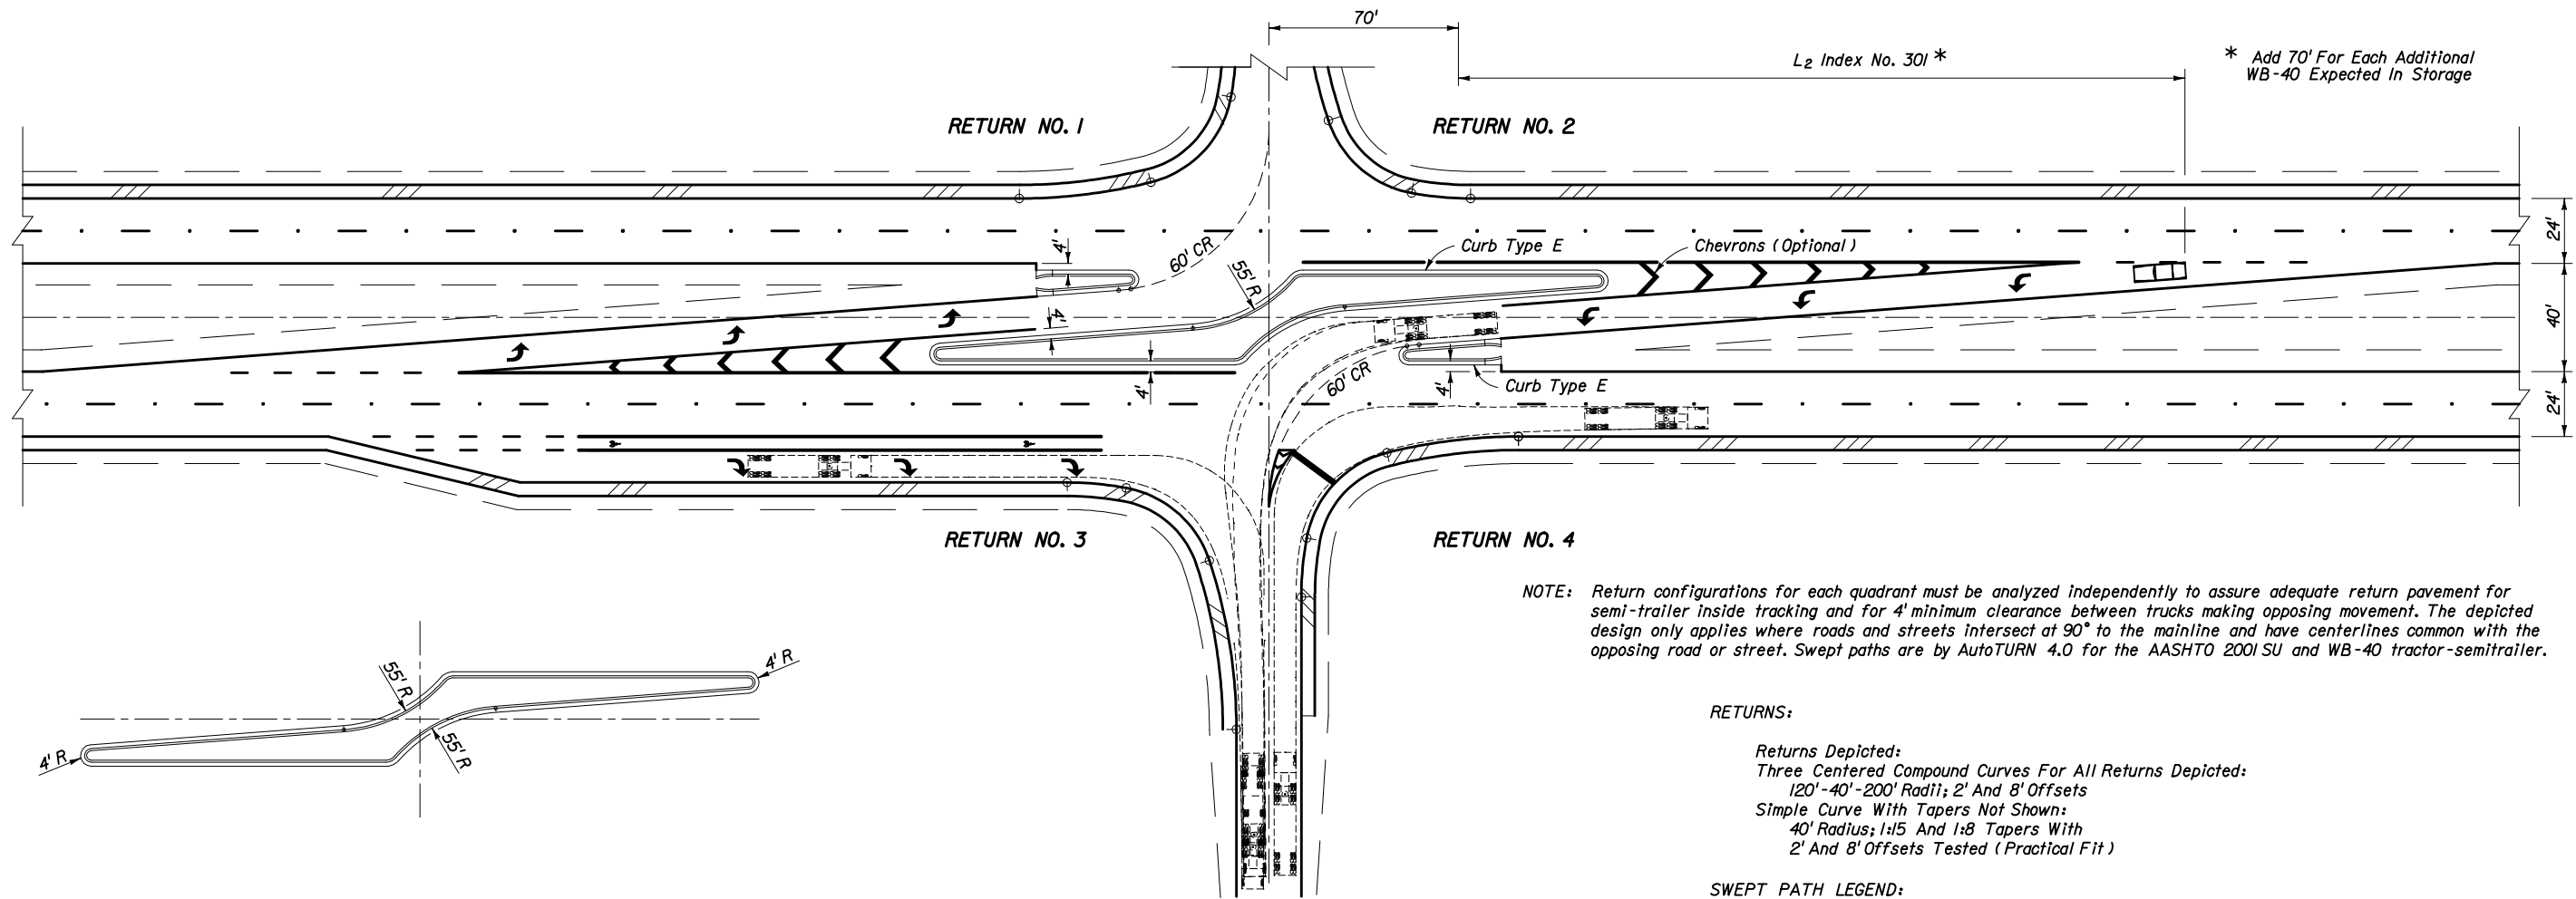 70'
L2 Index No. 301 *
* Add 70' For Each Additional
WB-40 Expected In Storage
RETURN NO. 1
RETURN NO. 2
24'
4'
60' CR
55' R
Curb Type E
Chevrons (Optional)
40'
4'
4'
60' CR
4'
Curb Type E
24'
RETURN NO. 3
RETURN NO. 4
NOTE: Return configurations for each quadrant must be analyzed independently to assure adequate return pavement for
semi-trailer inside tracking and for 4' minimum clearance between trucks making opposing movement. The depicted
design only applies where roads and streets intersect at 90° to the mainline and have centerlines common with the
opposing road or street. Swept paths are by AutoTURN 4.0 for the AASHTO 2001 SU and WB-40 tractor-semitrailer.
55' R
4' R
4' R
55' R
RETURNS:
Returns Depicted:
Three Centered Compound Curves For All Returns Depicted:
120'-40'-200' Radii; 2' And 8' Offsets
Simple Curve With Tapers Not Shown:
40' Radius; 1:15 And 1:8 Tapers With
2' And 8' Offsets Tested (Practical Fit)
SWEPT PATH LEGEND: